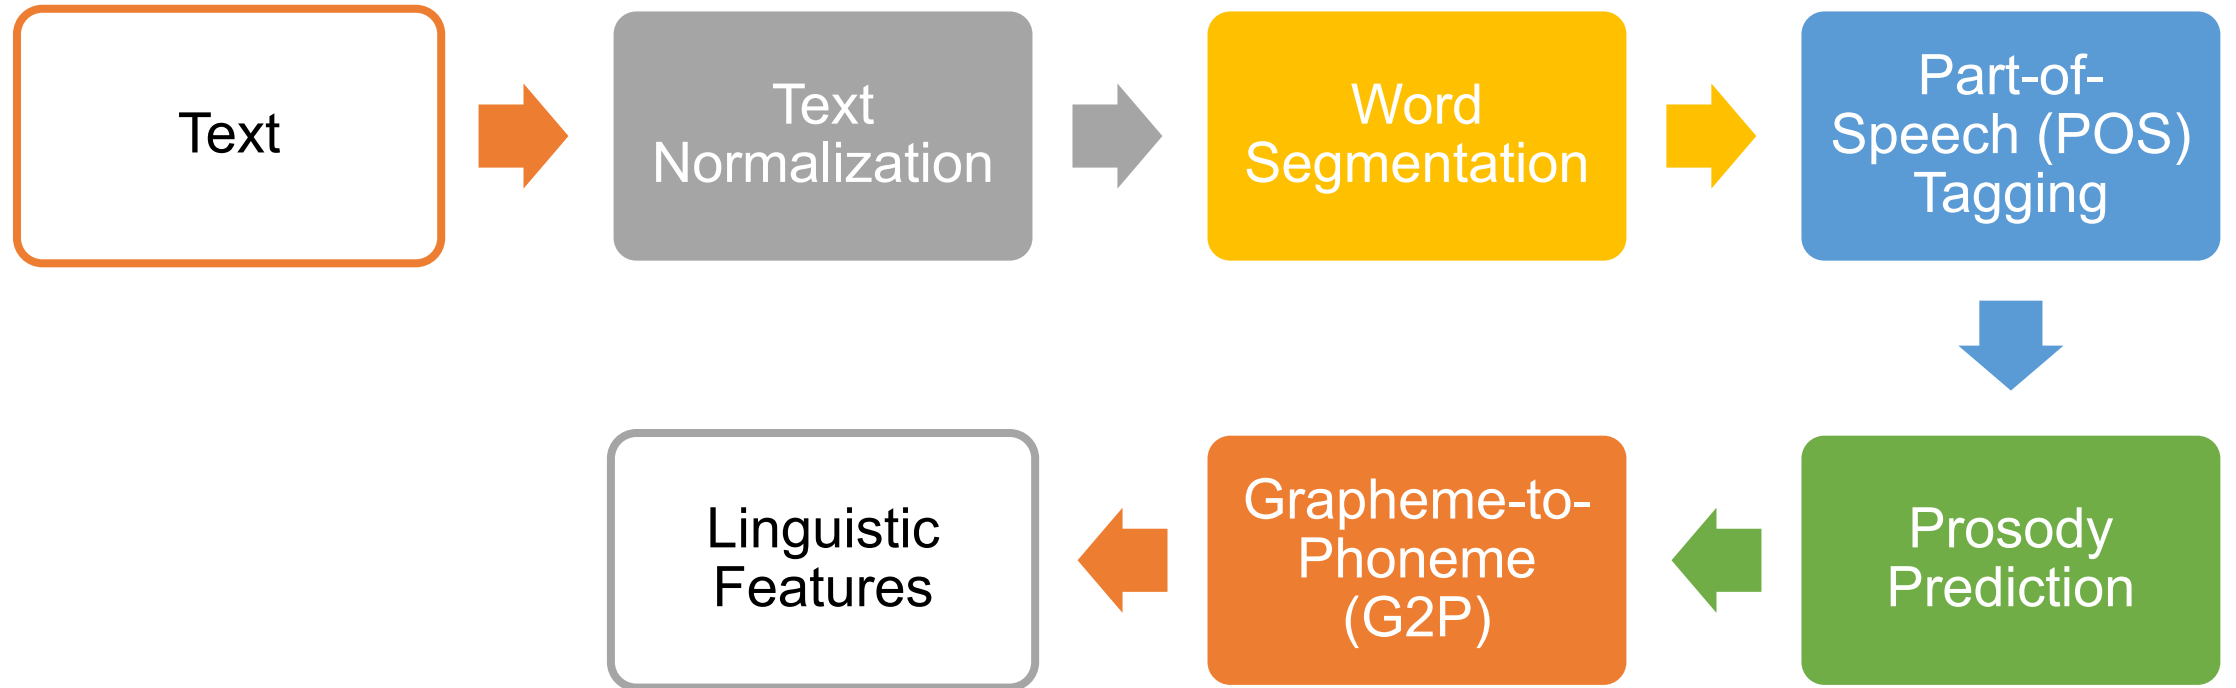 Text
Text
Normalization
Word
Segmentation
Part-of-
Speech (POS)
Tagging
Prosody
Prediction
Grapheme-to-
Phoneme
(G2P)
Linguistic
Features